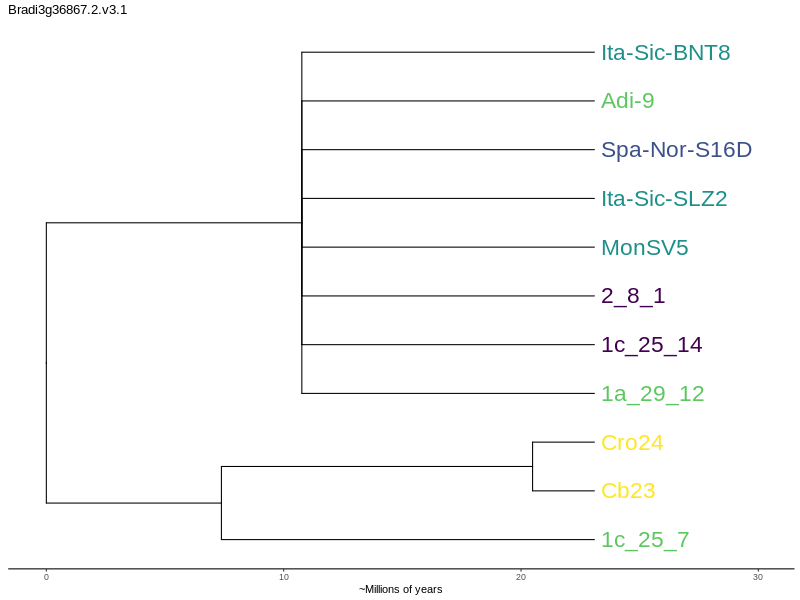 Bradi3g36867.2.v3.1
Ita-Sic-BNT8
Adi-9
Spa-Nor-S16D
Ita-Sic-SLZ2
MonSV5
2_8_1
1c_25_14
1a_29_12
Cro24
Cb23
1c_25_7
0 10 20 30
~Millions of years